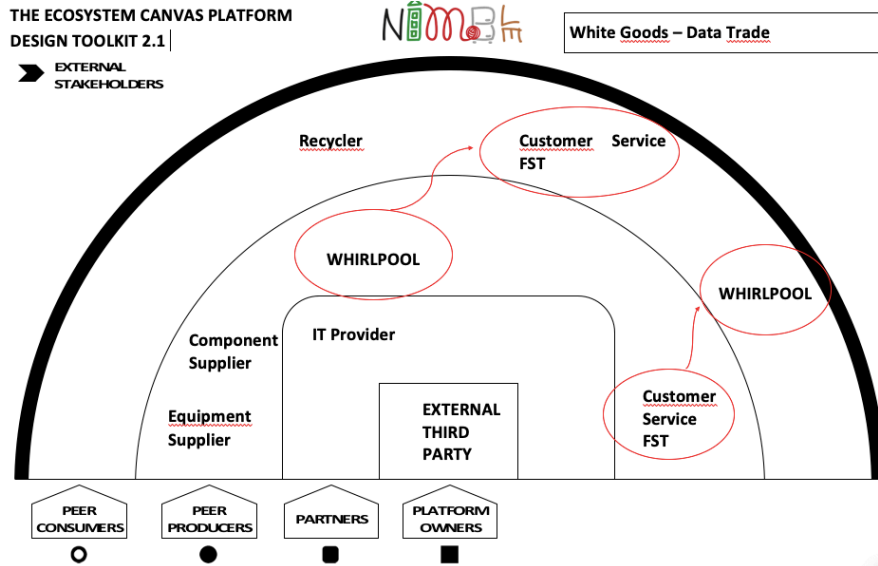 THE ECOSYSTEM CANVAS PLATFORM
DESIGN TOOLKIT 2.1
NIMBLE
White Goods – Data Trade
EXTERNAL
STAKEHOLDERS
Recycler
Customer Service
FST
WHIRLPOOL
WHIRLPOOL
Component
Supplier
IT Provider
Equipment
Supplier
EXTERNAL
THIRD
PARTY
Customer
Service
FST
PEER
CONSUMERS
PEER
PRODUCERS
PARTNERS
PLATFORM
OWNERS